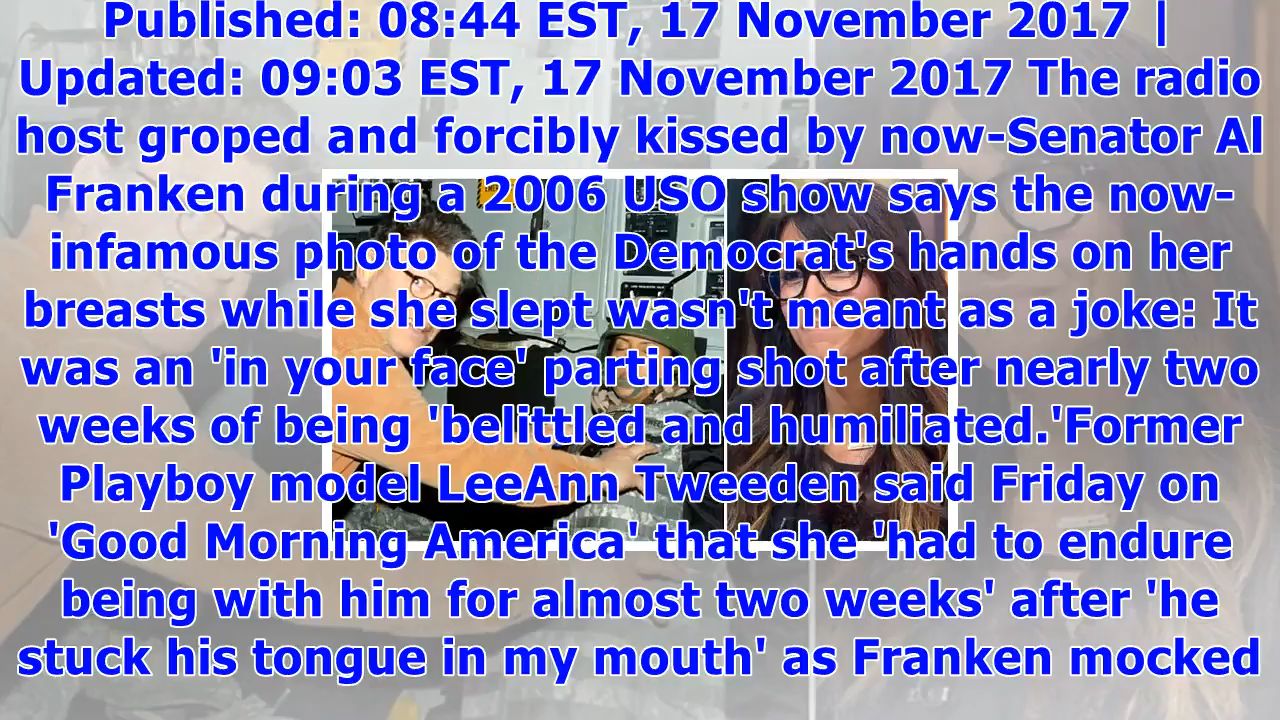 Published: 08:44 EST, 17 November 2017 |
Updated: 09:03 EST, 17 November 2017 The radio
host groped and forcibly kissed by now-Senator Al
Franken during a 2006 USO show says the now-
infamous photo of the Democrat's hands on her
breasts while she slept wasn't meant as a joke: It
was an 'in your face' parting shot after nearly two
weeks of being 'belittled and humiliated.'Former
Playboy model LeeAnn Tweeden said Friday on
'Good Morning America' that she 'had to endure
being with him for almost two weeks' after 'he
stuck his tongue in my mouth' as Franken mocked